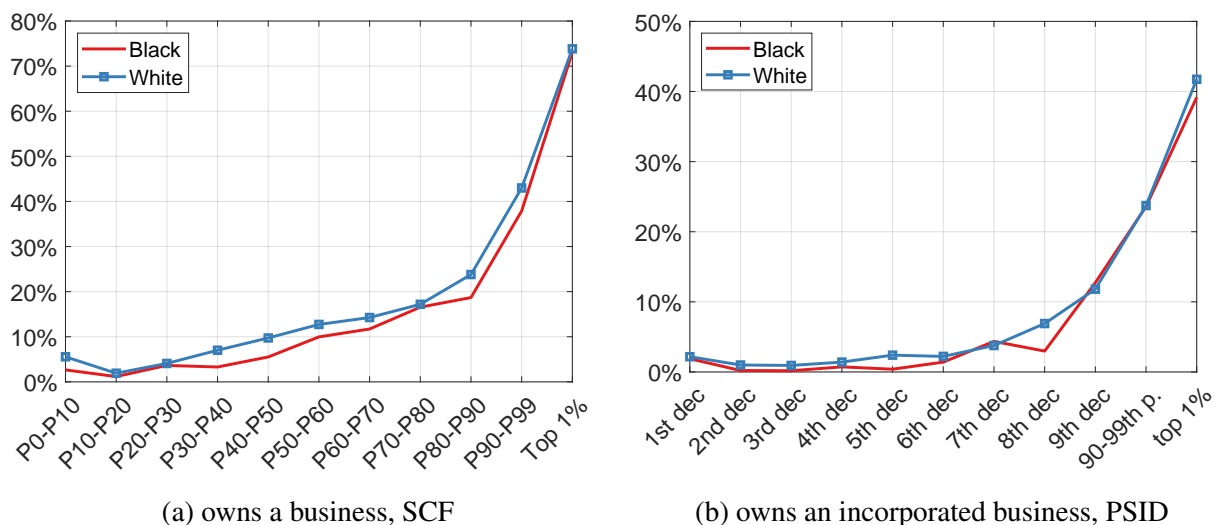 80%
70%
60%
50%
40%
30%
20%
10%
0%
Black
White
P0-P10
P10-P20
P20-P30
P30-P40
P40-P50
P50-P60
P60-P70
P70-P80
P80-P90
P90-P99
Top 1%
(a) owns a business, SCF
50%
40%
30%
20%
10%
0%
Black
White
1st dec
2nd dec
3rd dec
4th dec
5th dec
6th dec
7th dec
8th dec
9th dec
90-99th p.
top 1%
(b) owns an incorporated business, PSID